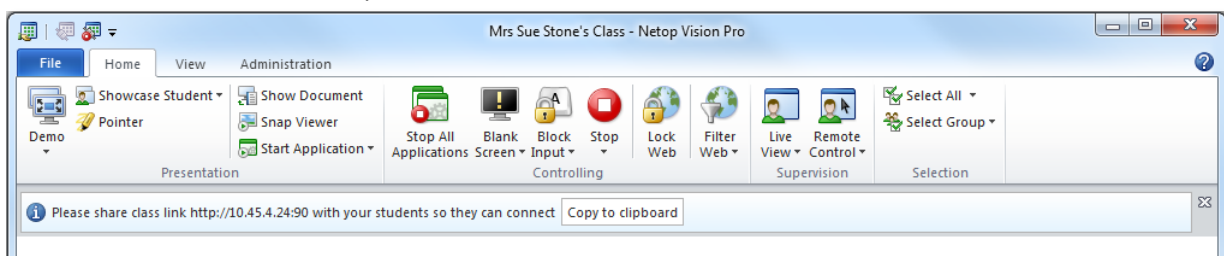 Mrs Sue Stone's Class - Netop Vision Pro
File Home View Administration
Showcase Student Show Document Select All
Pointer Snap Viewer Select Group
Demo Start Application Stop All Applications Blank Screen Block Input Stop Lock Web Filter Web Live View Remote Control
Presentation Controlling Supervision Selection
Please share class link http://10.45.4.24:90 with your students so they can connect Copy to clipboard